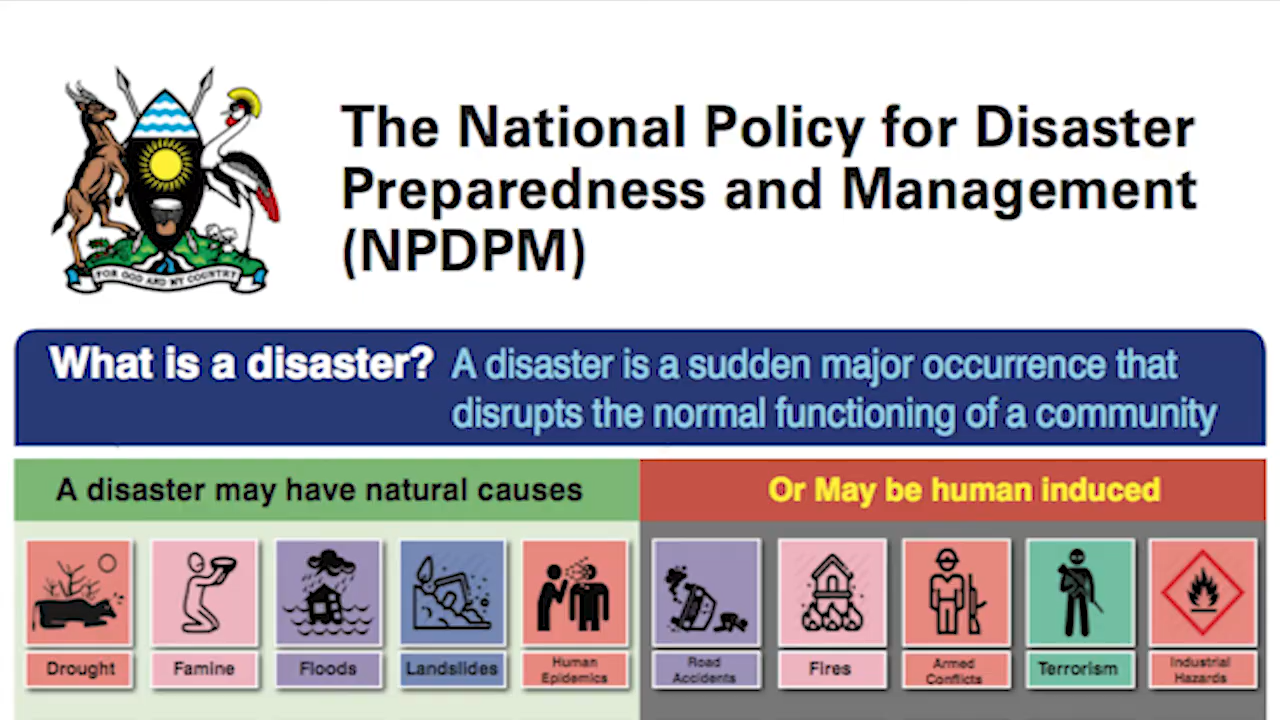 The National Policy for Disaster
Preparedness and Management
(NPDPM)
FOR GOD AND MY COUNTRY
What is a disaster? A disaster is a sudden major occurrence that
disrupts the normal functioning of a community
A disaster may have natural causes
Or May be human induced
Drought
Famine
Floods
Landslides
Human
Epidemics
Road
Accidents
Fires
Armed
Conflicts
Terrorism
Industrial
Hazards